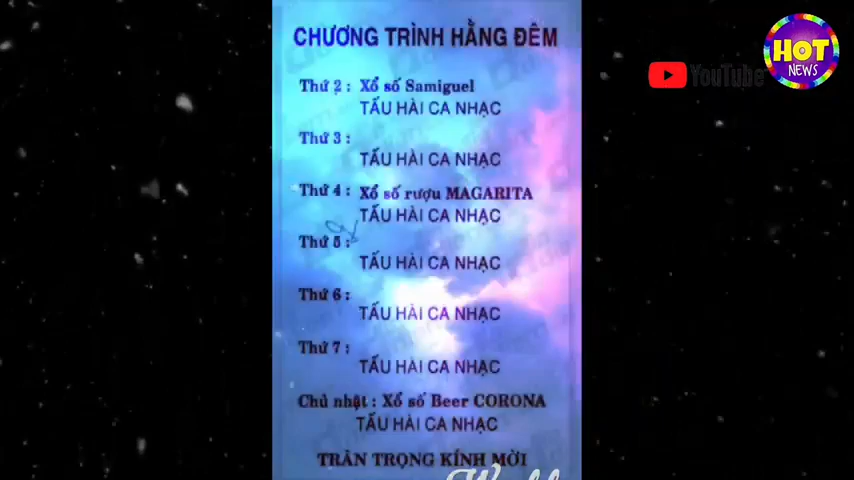 CHƯƠNG TRÌNH HẰNG ĐÊM
Thứ 2 : Xổ số Samiguel
TẤU HÀI CA NHẠC
Thứ 3 :
TẤU HÀI CA NHẠC
Thứ 4 : Xổ số rượu MAGARITA
TẤU HÀI CA NHẠC
Thứ 5 :
TẤU HÀI CA NHẠC
Thứ 6 :
TẤU HÀI CA NHẠC
Thứ 7 :
TẤU HÀI CA NHẠC
Chủ nhật : Xổ số Beer CORONA
TẤU HÀI CA NHẠC
TRÂN TRỌNG KÍNH MỜI
YouTube
HOT
NEWS